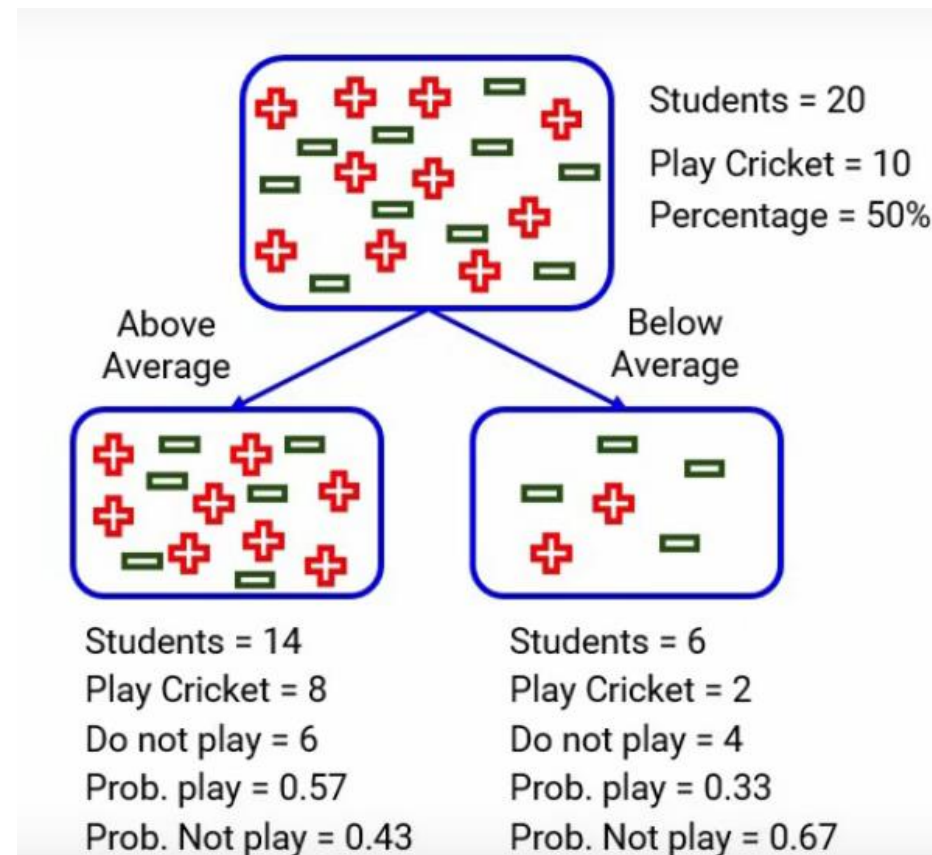 Students = 20
Play Cricket = 10
Percentage = 50%
Above
Average
Below
Average
Students = 14
Play Cricket = 8
Do not play = 6
Prob. play = 0.57
Prob. Not play = 0.43
Students = 6
Play Cricket = 2
Do not play = 4
Prob. play = 0.33
Prob. Not play = 0.67